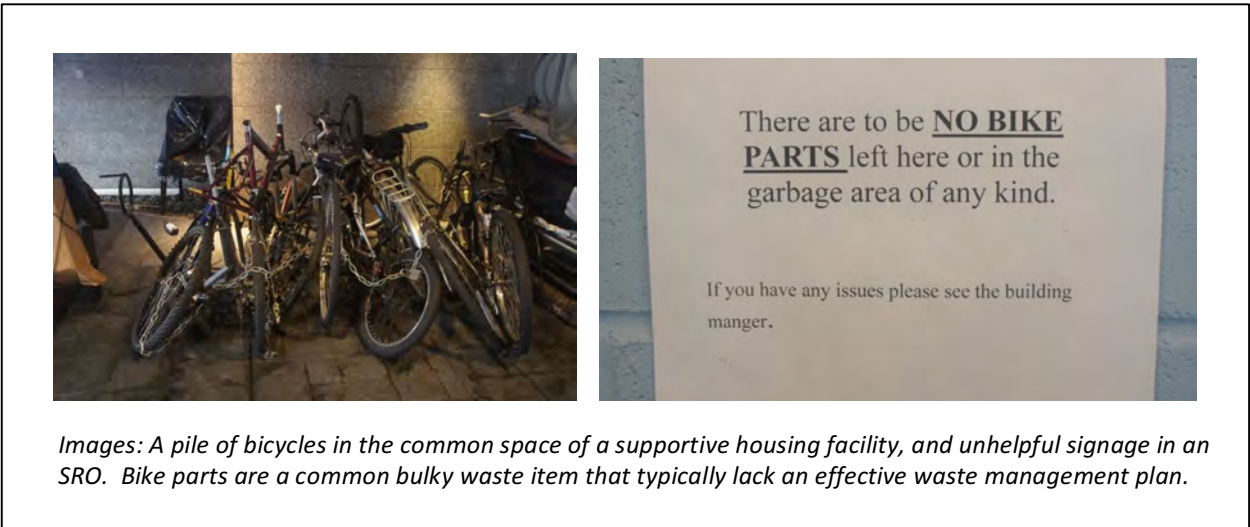 There are to be NO BIKE
PARTS left here or in the
garbage area of any kind.
If you have any issues please see the building
manger.
Images: A pile of bicycles in the common space of a supportive housing facility, and unhelpful signage in an
SRO.  Bike parts are a common bulky waste item that typically lack an effective waste management plan.